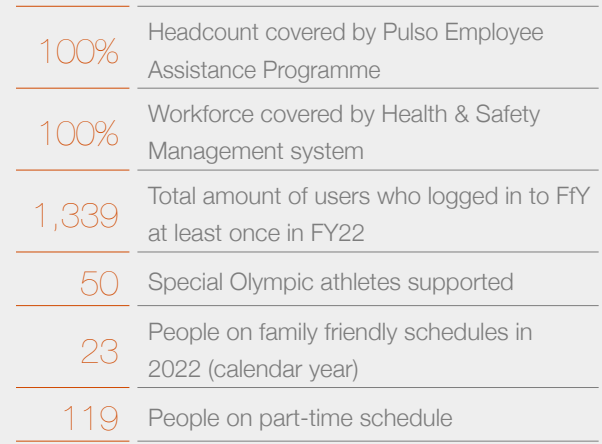 100%
Headcount covered by Pulso Employee
Assistance Programme
100%
Workforce covered by Health & Safety
Management system
1,339
Total amount of users who logged in to FfY
at least once in FY22
50
Special Olympic athletes supported
23
People on family friendly schedules in
2022 (calendar year)
119
People on part-time schedule